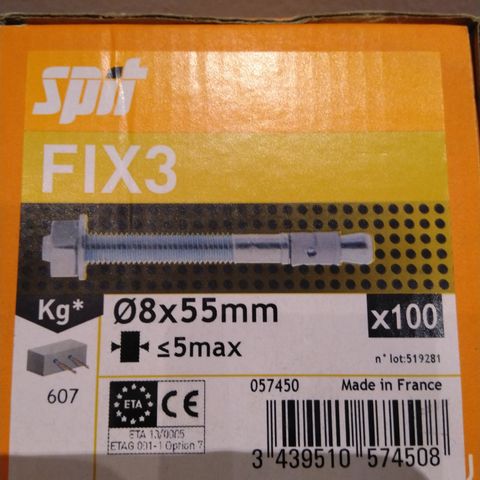 spit
FIX3
Kg*
Ø8x55mm
x100
≤5max
n° lot:519281
607
ETA
CE
057450
Made in France
ETA 13/0005
ETAG 001-1 Option 7
3 439510 574508